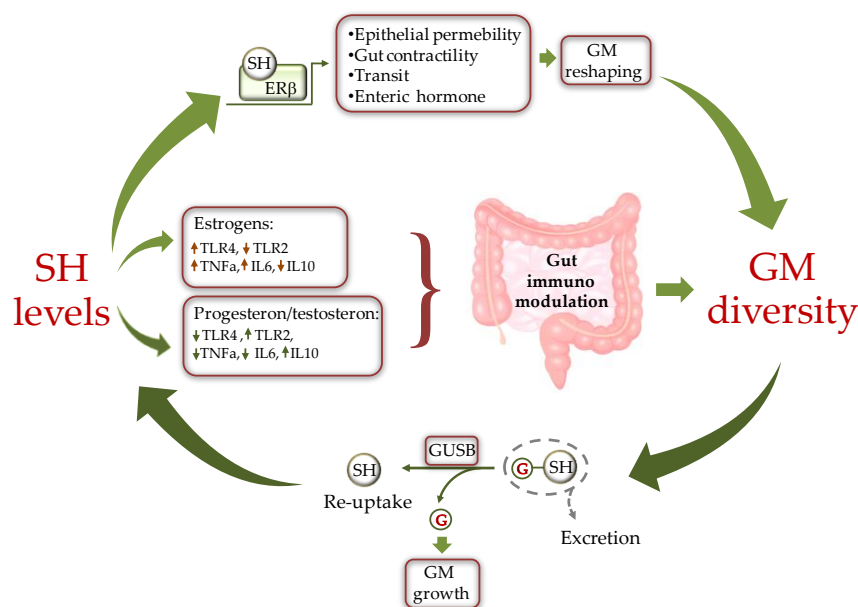 SH
ERβ
•Epithelial permebility
•Gut contractility
•Transit
•Enteric hormone
GM
reshaping
SH
levels
Estrogens:
↑TLR4, ↓TLR2
↑TNFa, ↑IL6, ↓IL10
Progesteron/testosteron:
↓TLR4, ↑TLR2,
↓TNFa, ↓ IL6, ↑IL10
}
Gut
immuno
modulation
GM
diversity
GUSB
SH
G
SH
Re-uptake
G
Excretion
GM
growth